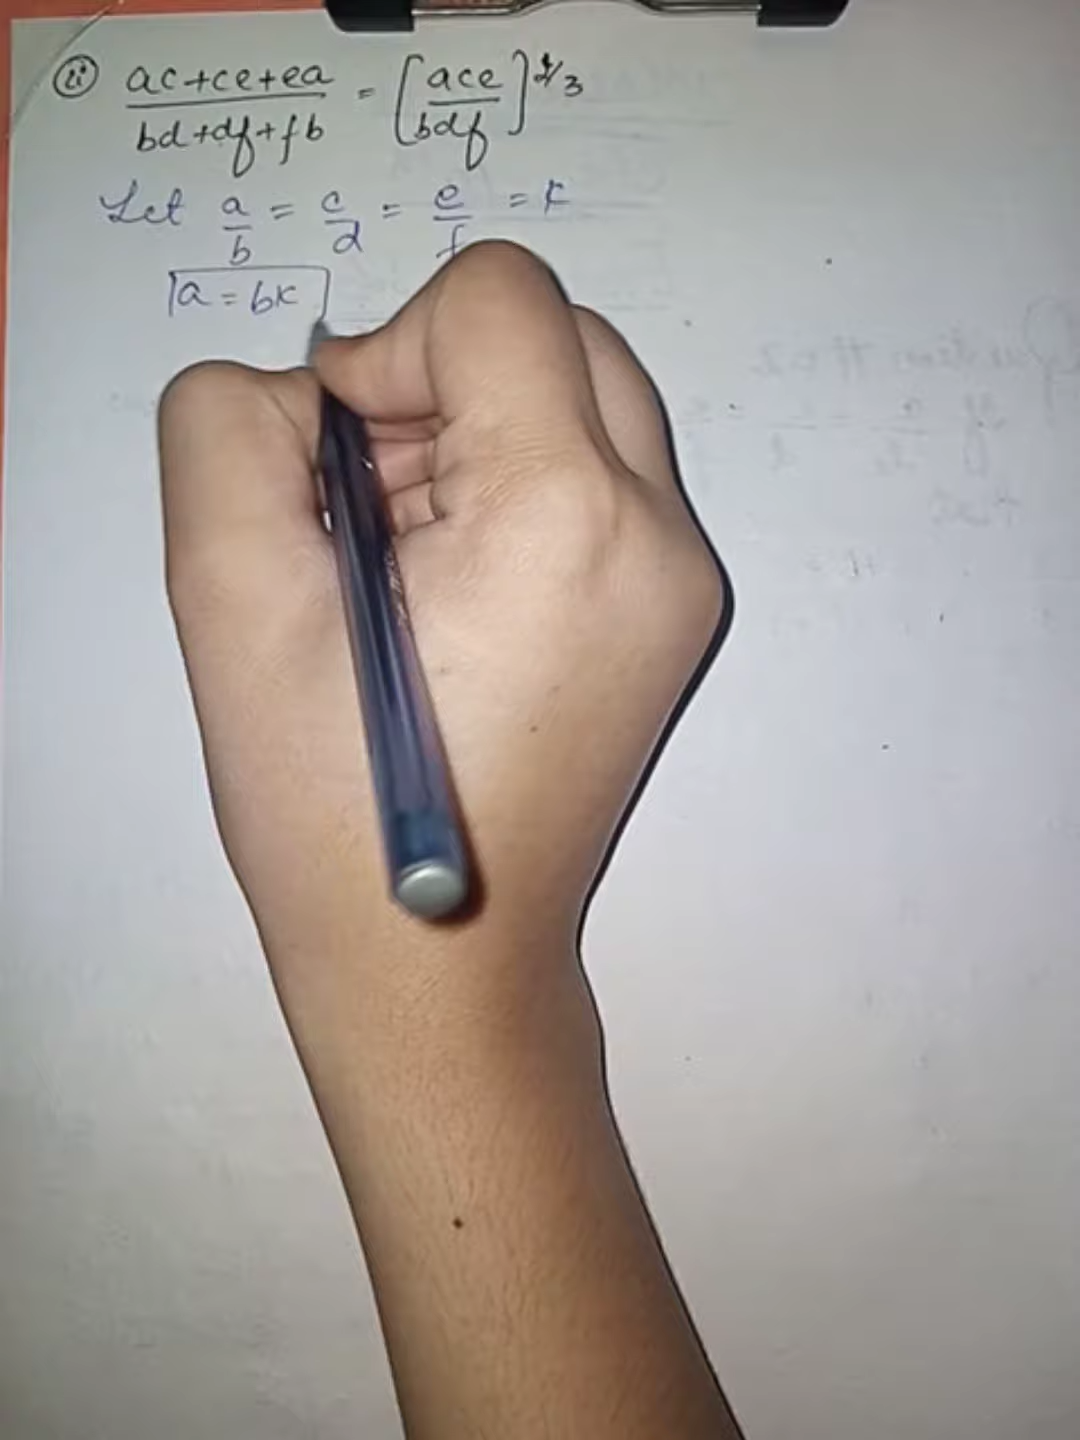 (ii) ac+ce+ea / bd+df+fb = [ace / bdf]^2/3
Let a/b = c/d = e/f = k
a = bk